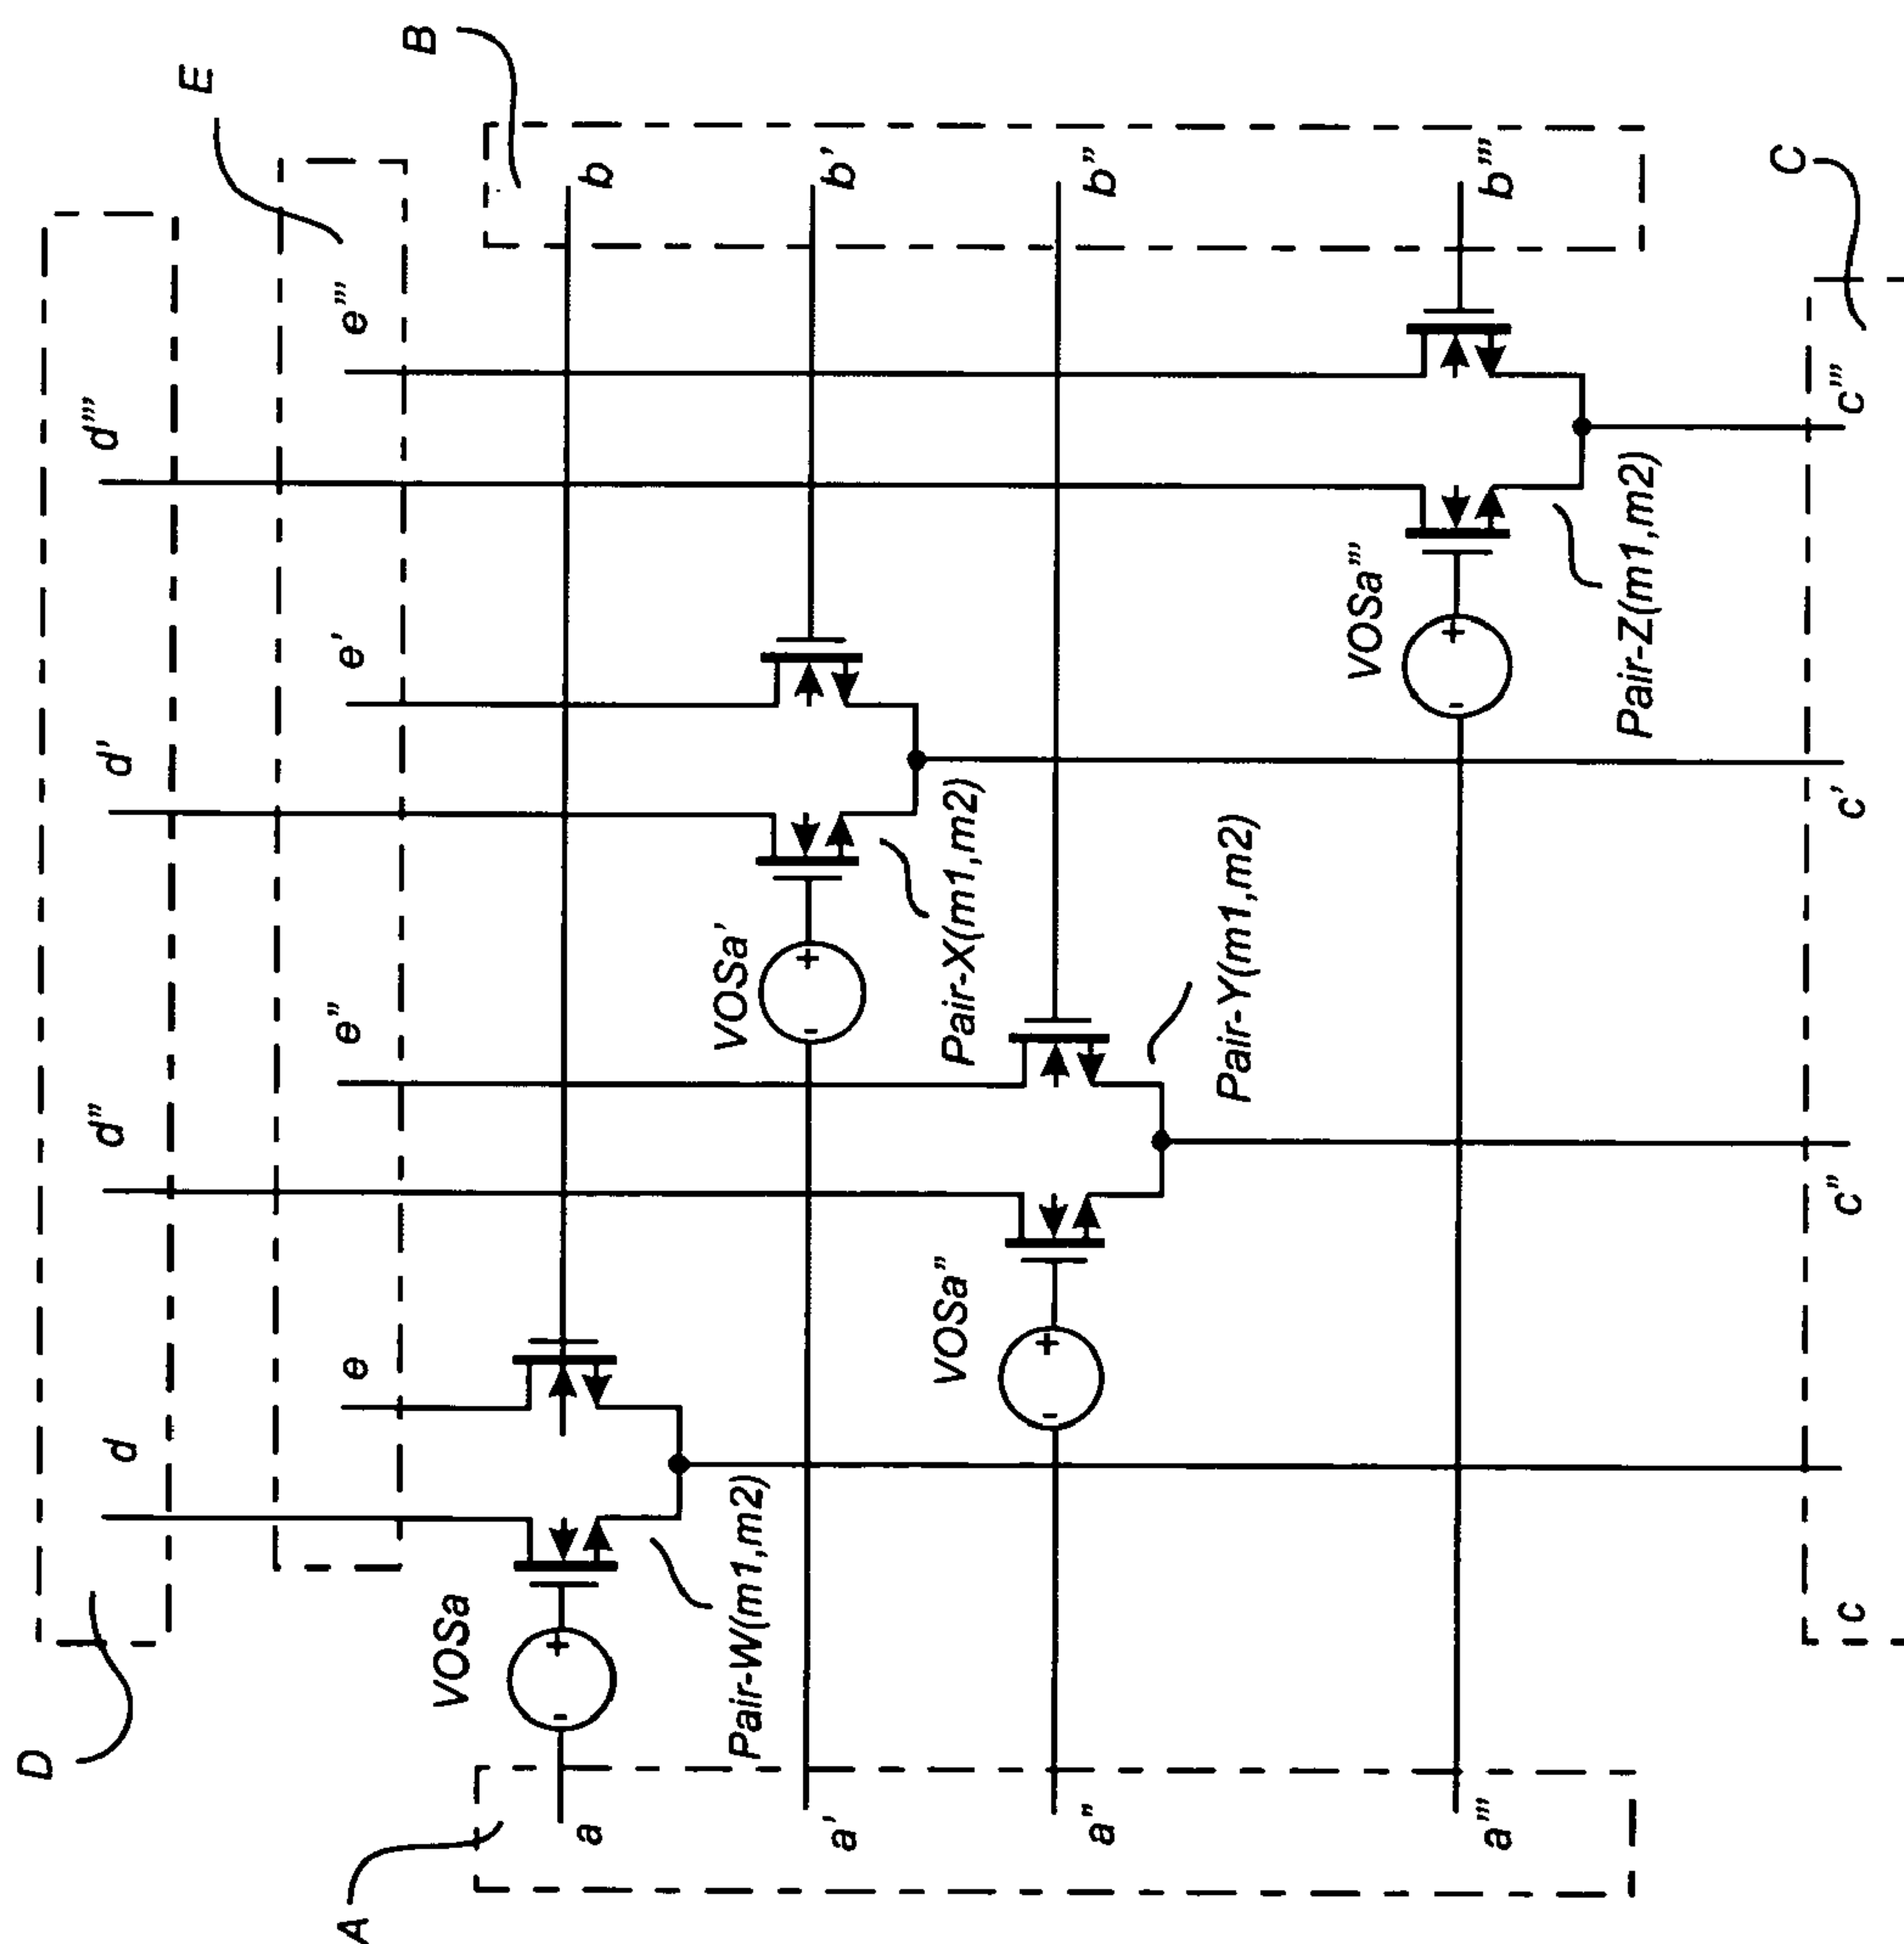 D
E
B
d
d"
d'
d'''
e
e"
e'
e'''
A
VOSa
a
b
Pair-W(m1,m2)
VOSa'
a'
b'
Pair-X(m1,m2)
VOSa"
a"
b"
Pair-Y(m1,m2)
VOSa'''
a'''
b'''
Pair-Z(m1,m2)
C
c
c"
c'
c'''
+
-
+
-
+
-
+
-